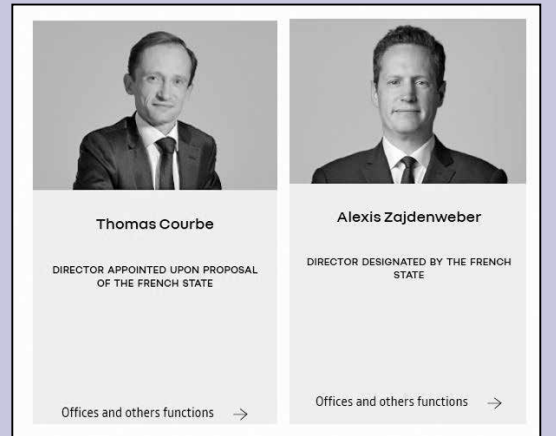 Thomas Courbe
DIRECTOR APPOINTED UPON PROPOSAL
OF THE FRENCH STATE
Offices and others functions
Alexis Zajdenweber
DIRECTOR DESIGNATED BY THE FRENCH
STATE
Offices and others functions